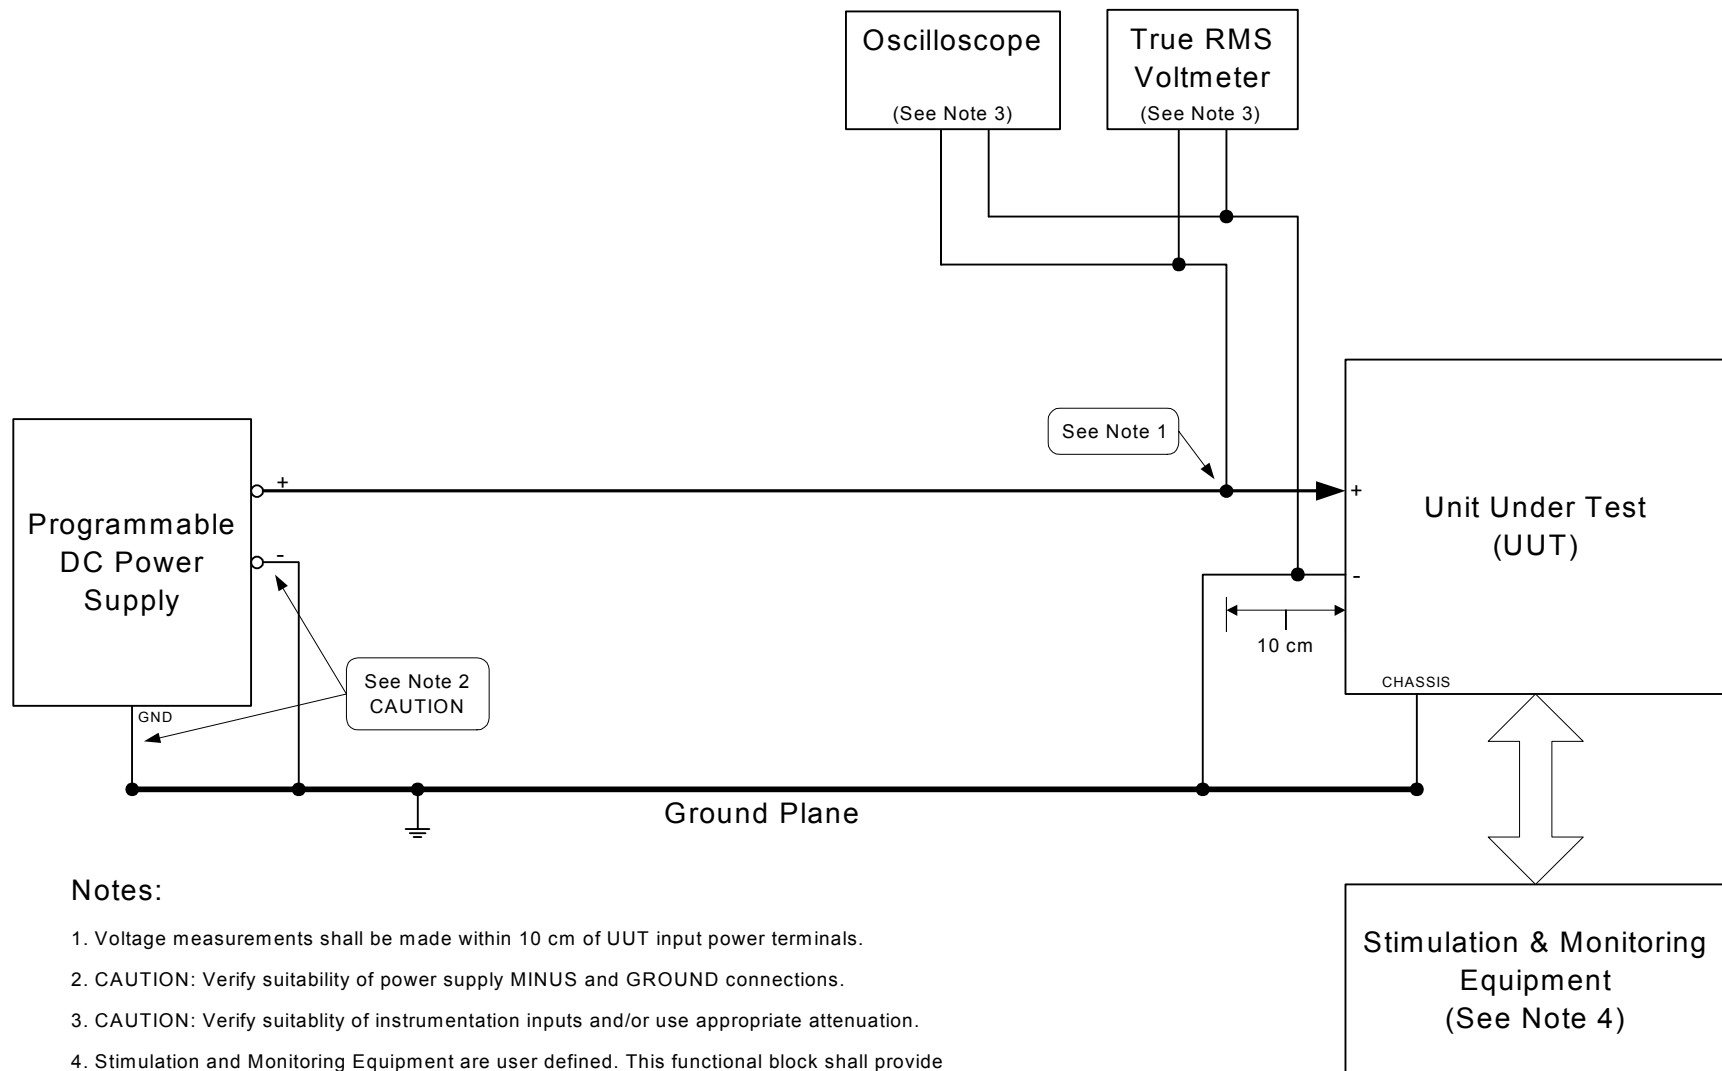 Oscilloscope
(See Note 3)
True RMS
Voltmeter
(See Note 3)
See Note 1
Programmable
DC Power
Supply
+
-
GND
See Note 2
CAUTION
+
-
Unit Under Test
(UUT)
10 cm
CHASSIS
Ground Plane
Notes:
1. Voltage measurements shall be made within 10 cm of UUT input power terminals.
2. CAUTION: Verify suitability of power supply MINUS and GROUND connections.
3. CAUTION: Verify suitablity of instrumentation inputs and/or use appropriate attenuation.
4. Stimulation and Monitoring Equipment are user defined. This functional block shall provide
Stimulation & Monitoring
Equipment
(See Note 4)